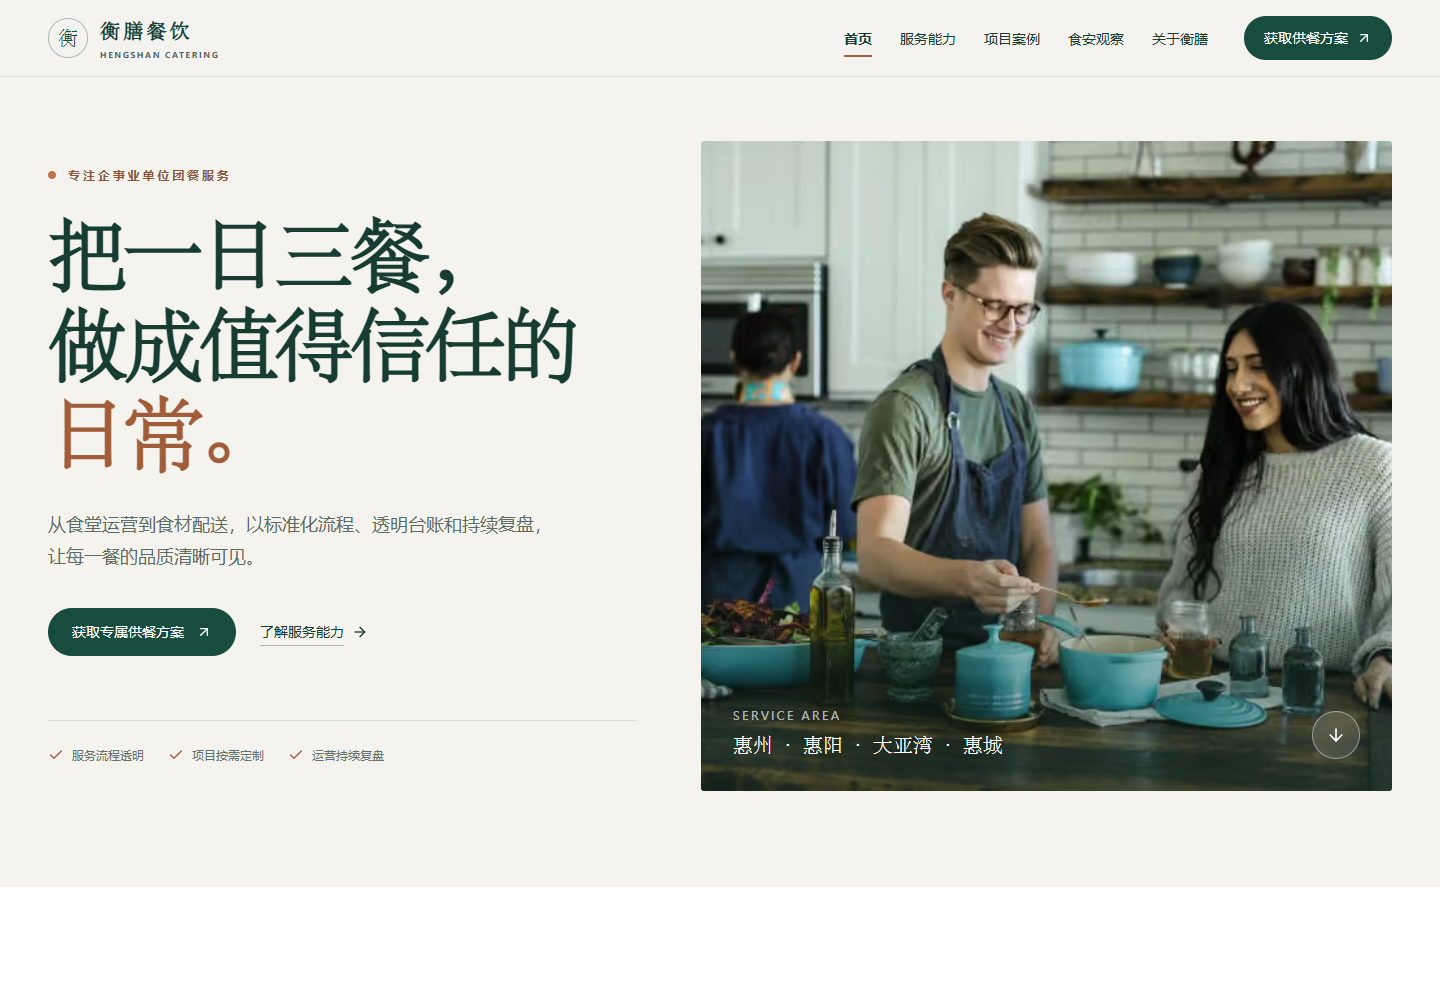 衡
衡膳餐饮
HENGSHAN CATERING
首页
服务能力
项目案例
食安观察
关于衡膳
获取供餐方案
专注企事业单位团餐服务
把一日三餐，
做成值得信任的
日常。
从食堂运营到食材配送，以标准化流程、透明台账和持续复盘，
让每一餐的品质清晰可见。
获取专属供餐方案
了解服务能力
服务流程透明
项目按需定制
运营持续复盘
SERVICE AREA
惠州 · 惠阳 · 大亚湾 · 惠城